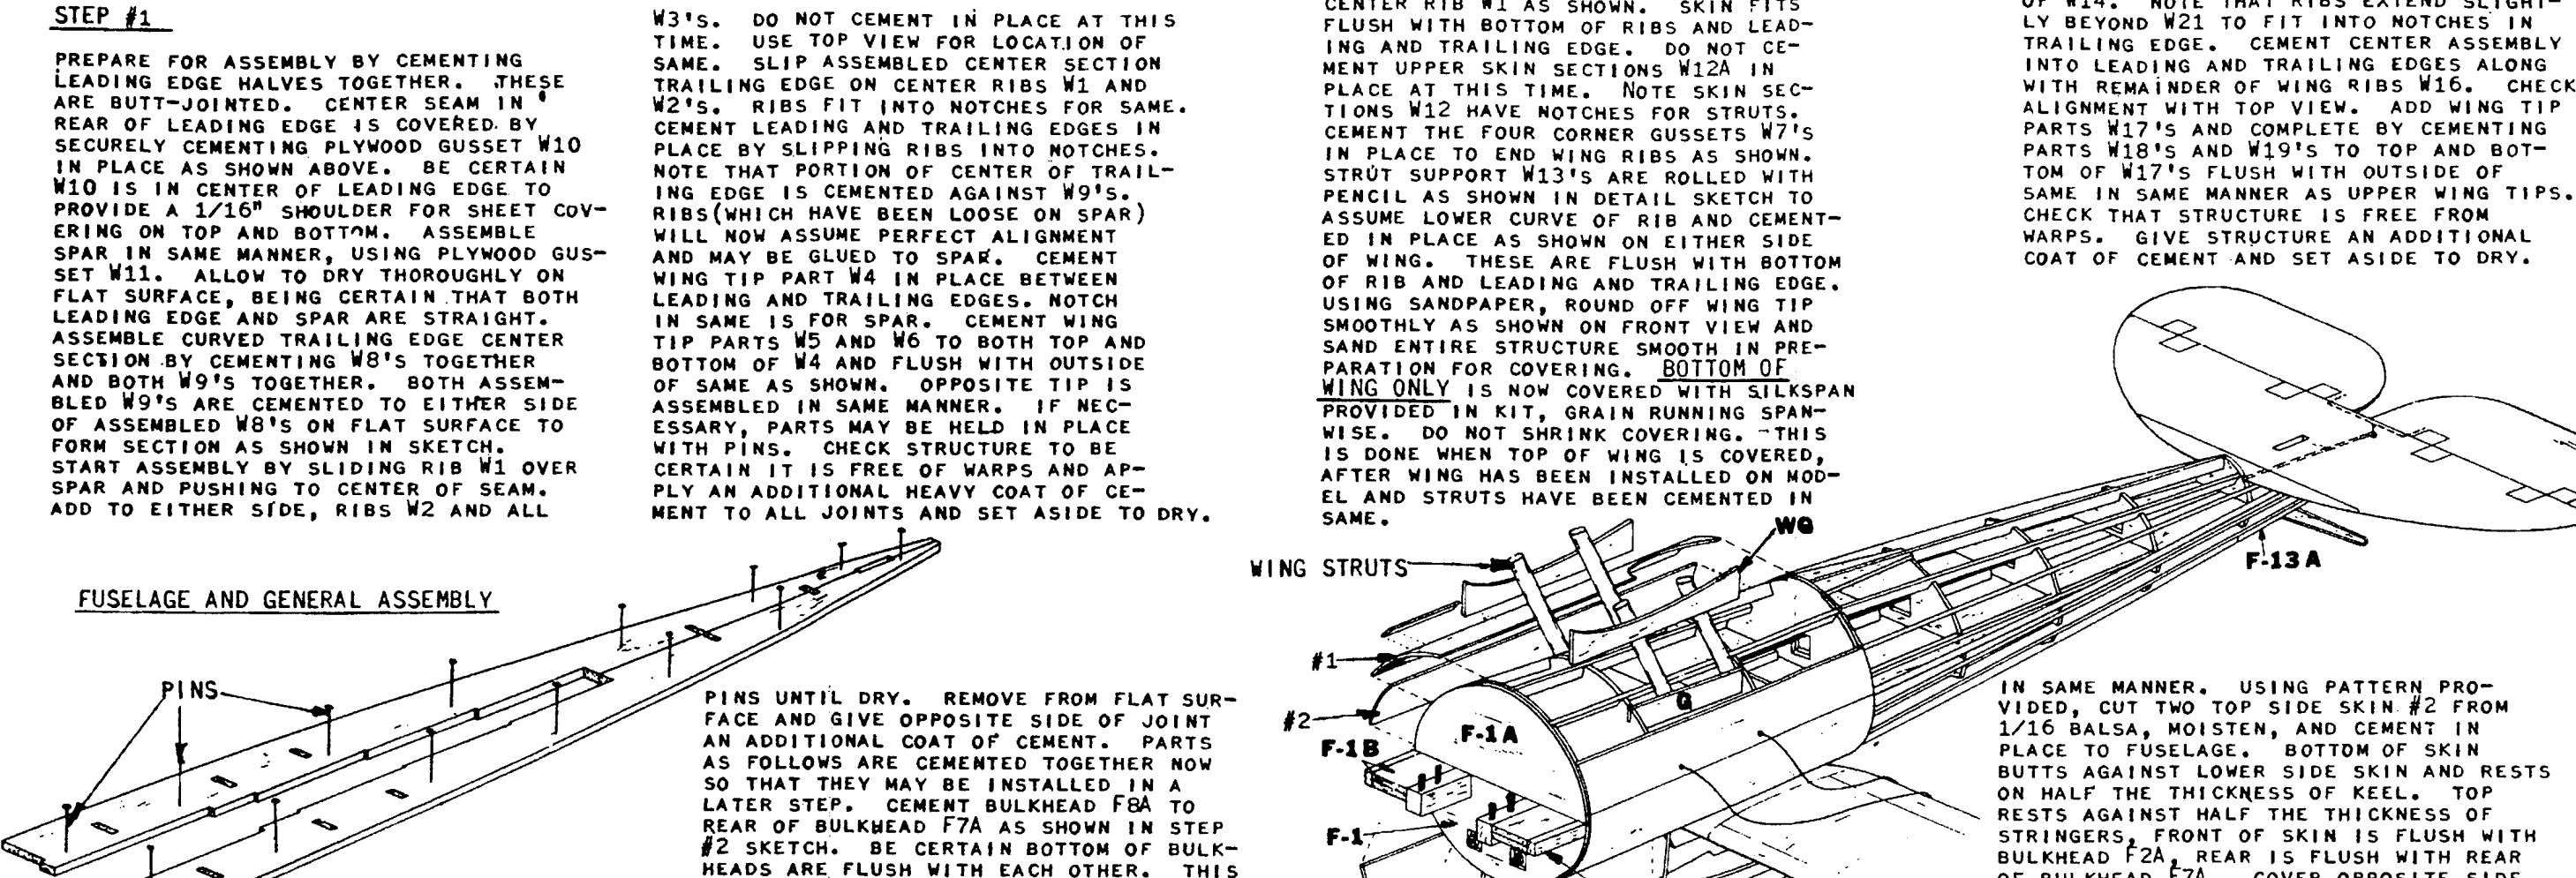 STEP #1
PREPARE FOR ASSEMBLY BY CEMENTING
LEADING EDGE HALVES TOGETHER. THESE
ARE BUTT-JOINTED. CENTER SEAM IN
REAR OF LEADING EDGE IS COVERED BY
SECURELY CEMENTING PLYWOOD GUSSET W10
IN PLACE AS SHOWN ABOVE. BE CERTAIN
W10 IS IN CENTER OF LEADING EDGE TO
PROVIDE A 1/16" SHOULDER FOR SHEET COV-
ERING ON TOP AND BOTTOM. ASSEMBLE
SPAR IN SAME MANNER, USING PLYWOOD GUS-
SET W11. ALLOW TO DRY THOROUGHLY ON
FLAT SURFACE, BEING CERTAIN THAT BOTH
LEADING EDGE AND SPAR ARE STRAIGHT.
ASSEMBLE CURVED TRAILING EDGE CENTER
SECTION BY CEMENTING W8'S TOGETHER
AND BOTH W9'S TOGETHER. BOTH ASSEM-
BLED W9'S ARE CEMENTED TO EITHER SIDE
OF ASSEMBLED W8'S ON FLAT SURFACE TO
FORM SECTION AS SHOWN IN SKETCH.
START ASSEMBLY BY SLIDING RIB W1 OVER
SPAR AND PUSHING TO CENTER OF SEAM.
ADD TO EITHER SIDE, RIBS W2 AND ALL
W3'S. DO NOT CEMENT IN PLACE AT THIS
TIME. USE TOP VIEW FOR LOCATION OF
SAME. SLIP ASSEMBLED CENTER SECTION
TRAILING EDGE ON CENTER RIBS W1 AND
W2'S. RIBS FIT INTO NOTCHES FOR SAME.
CEMENT LEADING AND TRAILING EDGES IN
PLACE BY SLIPPING RIBS INTO NOTCHES.
NOTE THAT PORTION OF CENTER OF TRAIL-
ING EDGE IS CEMENTED AGAINST W9'S.
RIBS(WHICH HAVE BEEN LOOSE ON SPAR)
WILL NOW ASSUME PERFECT ALIGNMENT
AND MAY BE GLUED TO SPAR. CEMENT
WING TIP PART W4 IN PLACE BETWEEN
LEADING AND TRAILING EDGES. NOTCH
IN SAME IS FOR SPAR. CEMENT WING
TIP PARTS W5 AND W6 TO BOTH TOP AND
BOTTOM OF W4 AND FLUSH WITH OUTSIDE
OF SAME AS SHOWN. OPPOSITE TIP IS
ASSEMBLED IN SAME MANNER. IF NEC-
ESSARY, PARTS MAY BE HELD IN PLACE
WITH PINS. CHECK STRUCTURE TO BE
CERTAIN IT IS FREE OF WARPS AND AP-
PLY AN ADDITIONAL HEAVY COAT OF CE-
MENT TO ALL JOINTS AND SET ASIDE TO DRY.
CENTER RIB W1 AS SHOWN. SKIN FITS
FLUSH WITH BOTTOM OF RIBS AND LEAD-
ING AND TRAILING EDGE. DO NOT CE-
MENT UPPER SKIN SECTIONS W12A IN
PLACE AT THIS TIME. NOTE SKIN SEC-
TIONS W12 HAVE NOTCHES FOR STRUTS.
CEMENT THE FOUR CORNER GUSSETS W7'S
IN PLACE TO END WING RIBS AS SHOWN.
STRUT SUPPORT W13'S ARE ROLLED WITH
PENCIL AS SHOWN IN DETAIL SKETCH TO
ASSUME LOWER CURVE OF RIB AND CEMENT-
ED IN PLACE AS SHOWN ON EITHER SIDE
OF WING. THESE ARE FLUSH WITH BOTTOM
OF RIB AND LEADING AND TRAILING EDGE.
USING SANDPAPER, ROUND OFF WING TIP
SMOOTHLY AS SHOWN ON FRONT VIEW AND
SAND ENTIRE STRUCTURE SMOOTH IN PRE-
PARATION FOR COVERING. BOTTOM OF
WING ONLY IS NOW COVERED WITH SILKSPAN
PROVIDED IN KIT, GRAIN RUNNING SPAN-
WISE. DO NOT SHRINK COVERING. THIS
IS DONE WHEN TOP OF WING IS COVERED,
AFTER WING HAS BEEN INSTALLED ON MOD-
EL AND STRUTS HAVE BEEN CEMENTED IN
SAME.
OF W14. NOTE THAT RIBS EXTEND SLIGHT-
LY BEYOND W21 TO FIT INTO NOTCHES IN
TRAILING EDGE. CEMENT CENTER ASSEMBLY
INTO LEADING AND TRAILING EDGES ALONG
WITH REMAINDER OF WING RIBS W16. CHECK
ALIGNMENT WITH TOP VIEW. ADD WING TIP
PARTS W17'S AND COMPLETE BY CEMENTING
PARTS W18'S AND W19'S TO TOP AND BOT-
TOM OF W17'S FLUSH WITH OUTSIDE OF
SAME IN SAME MANNER AS UPPER WING TIPS.
CHECK THAT STRUCTURE IS FREE FROM
WARPS. GIVE STRUCTURE AN ADDITIONAL
COAT OF CEMENT AND SET ASIDE TO DRY.
FUSELAGE AND GENERAL ASSEMBLY
PINS
PINS UNTIL DRY. REMOVE FROM FLAT SUR-
FACE AND GIVE OPPOSITE SIDE OF JOINT
AN ADDITIONAL COAT OF CEMENT. PARTS
AS FOLLOWS ARE CEMENTED TOGETHER NOW
SO THAT THEY MAY BE INSTALLED IN A
LATER STEP. CEMENT BULKHEAD F8A TO
REAR OF BULKHEAD F7A AS SHOWN IN STEP
#2 SKETCH. BE CERTAIN BOTTOM OF BULK-
HEADS ARE FLUSH WITH EACH OTHER. THIS
WING STRUTS
WG
F-13A
#1
#2
G
F-1A
F-1B
F-1
IN SAME MANNER. USING PATTERN PRO-
VIDED, CUT TWO TOP SIDE SKIN #2 FROM
1/16 BALSA, MOISTEN, AND CEMENT IN
PLACE TO FUSELAGE. BOTTOM OF SKIN
BUTTS AGAINST LOWER SIDE SKIN AND RESTS
ON HALF THE THICKNESS OF KEEL. TOP
RESTS AGAINST HALF THE THICKNESS OF
STRINGERS, FRONT OF SKIN IS FLUSH WITH
BULKHEAD F2A, REAR IS FLUSH WITH REAR
OF BULKHEAD F7A. COVER OPPOSITE SIDE